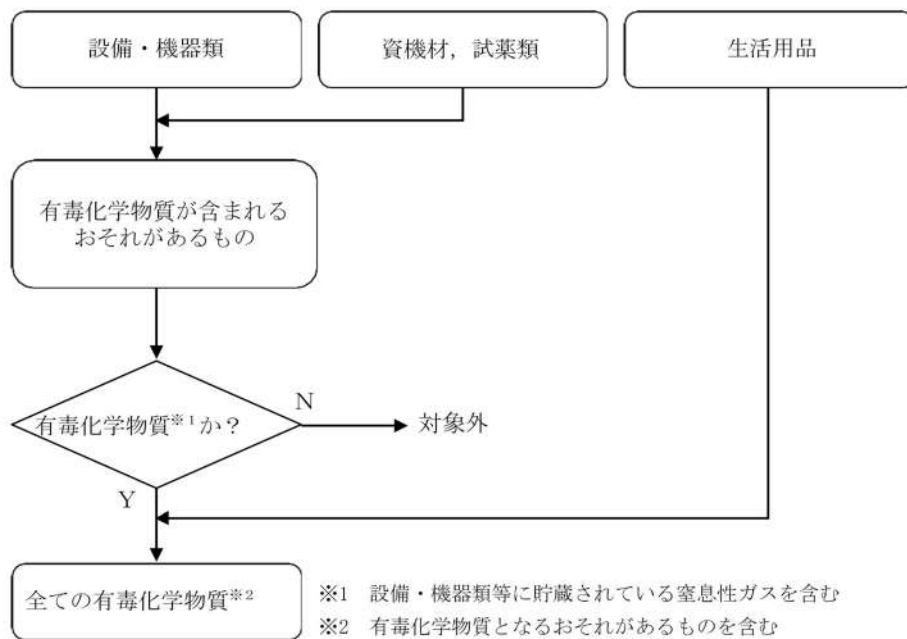 設備・機器類
資機材，試薬類
生活用品
有毒化学物質が含まれる
おそれがあるもの
有毒化学物質※1か？
N
対象外
Y
全ての有毒化学物質※2
※1 設備・機器類等に貯蔵されている窒息性ガスを含む
※2 有毒化学物質となるおそれがあるものを含む